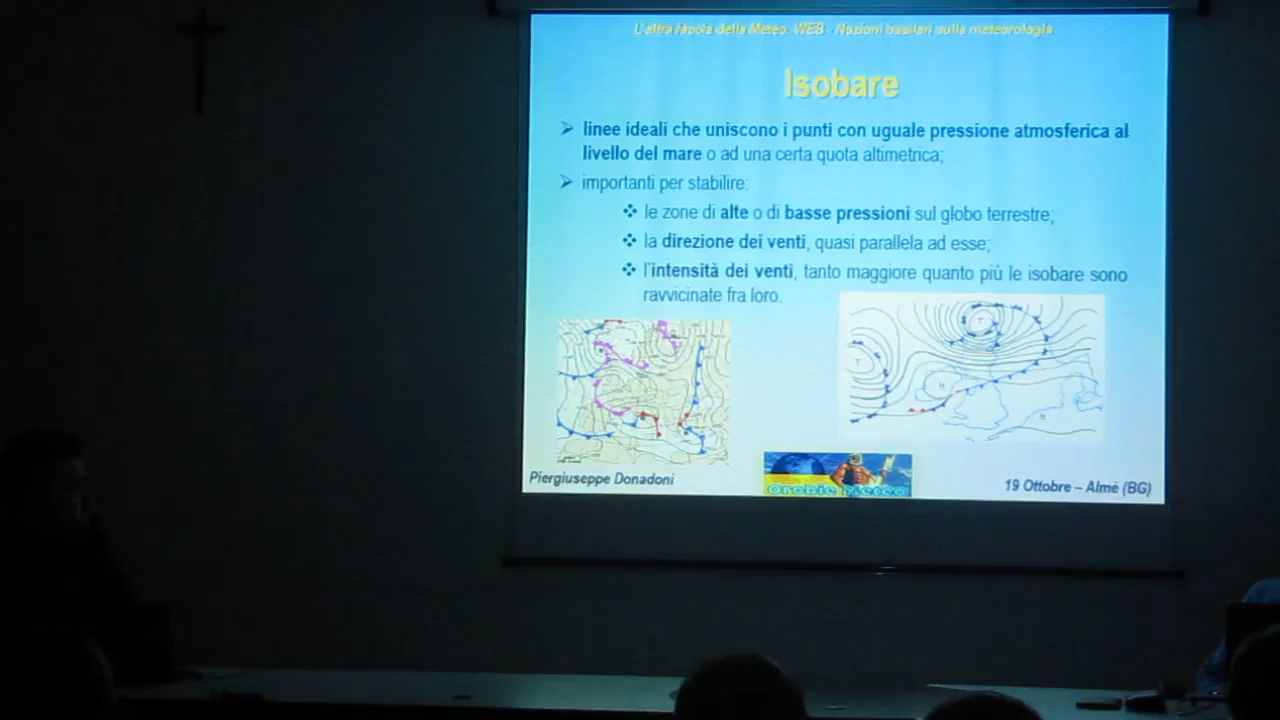 L'altra faccia della Meteo. WEB - Nozioni basilari sulla meteorologia
Isobare
linee ideali che uniscono i punti con uguale pressione atmosferica al
livello del mare o ad una certa quota altimetrica;
importanti per stabilire:
le zone di alte o di basse pressioni sul globo terrestre;
la direzione dei venti, quasi parallela ad esse;
l'intensità dei venti, tanto maggiore quanto più le isobare sono
ravvicinate fra loro.
T
T
H
H
Orobie Meteo
Piergiuseppe Donadoni
19 Ottobre – Almè (BG)